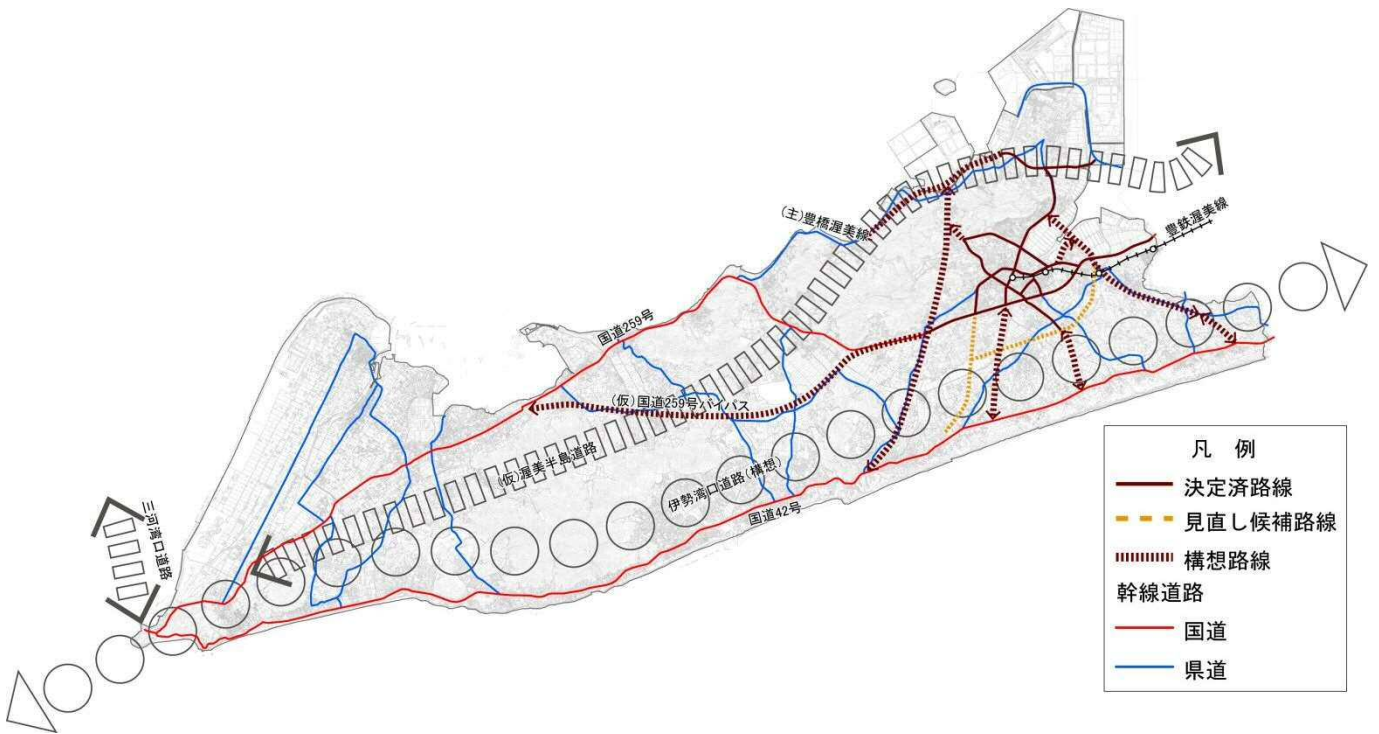 (主)豊橋渥美線
豊鉄渥美線
国道259号
(仮)国道259号バイパス
(仮)渥美半島道路
伊勢湾口道路(構想)
国道42号
三河湾口道路
凡 例
決定済路線
見直し候補路線
構想路線
幹線道路
国道
県道